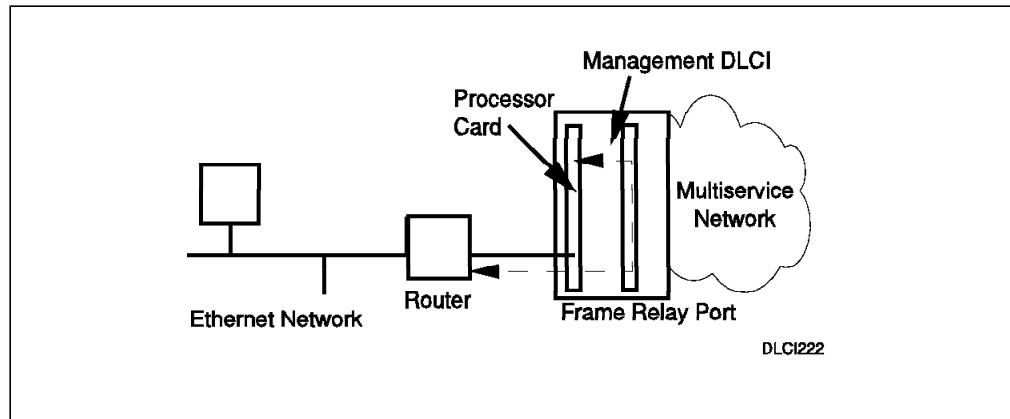 Management DLCI
Processor
Card
Multiservice
Network
Router
Ethernet Network
Frame Relay Port
DLCI222